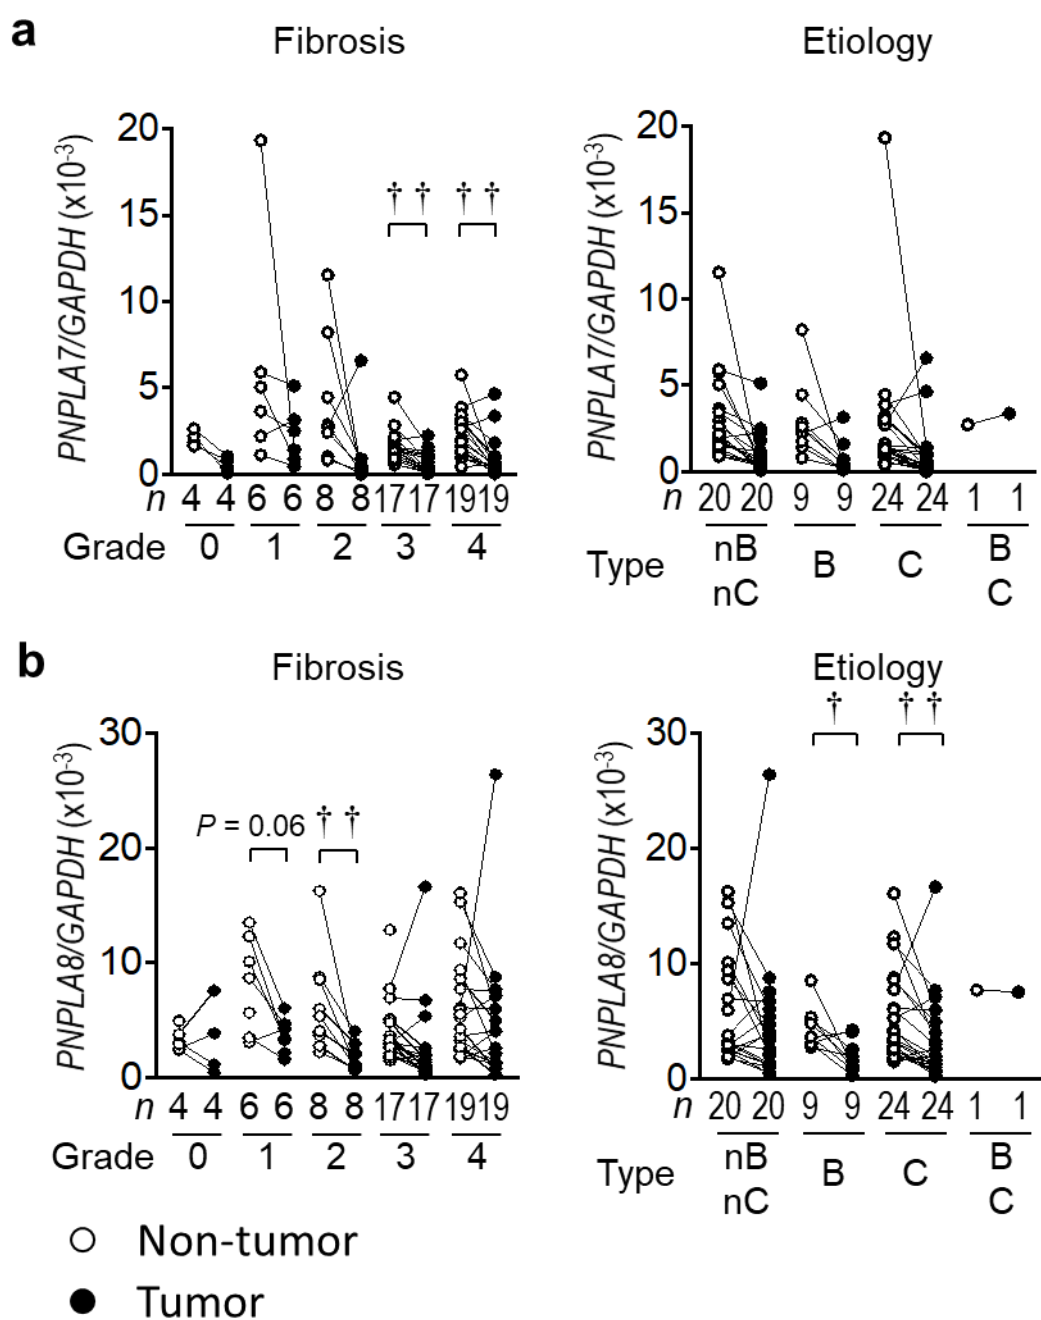 a
Fibrosis
Etiology
PNPLA7/GAPDH (x10⁻³)
20
15
10
5
0
†† ††
n 4 4 6 6 8 8 17 17 19 19
Grade 0 1 2 3 4
PNPLA7/GAPDH (x10⁻³)
20
15
10
5
0
20 20 9 9 24 24 1 1
Type nB nC B C B C
b
Fibrosis
Etiology
PNPLA8/GAPDH (x10⁻³)
30
20
10
0
P = 0.06 ††
n 4 4 6 6 8 8 17 17 19 19
Grade 0 1 2 3 4
PNPLA8/GAPDH (x10⁻³)
† ††
30
20
10
0
n 20 20 9 9 24 24 1 1
Type nB nC B C B C
Non-tumor
Tumor